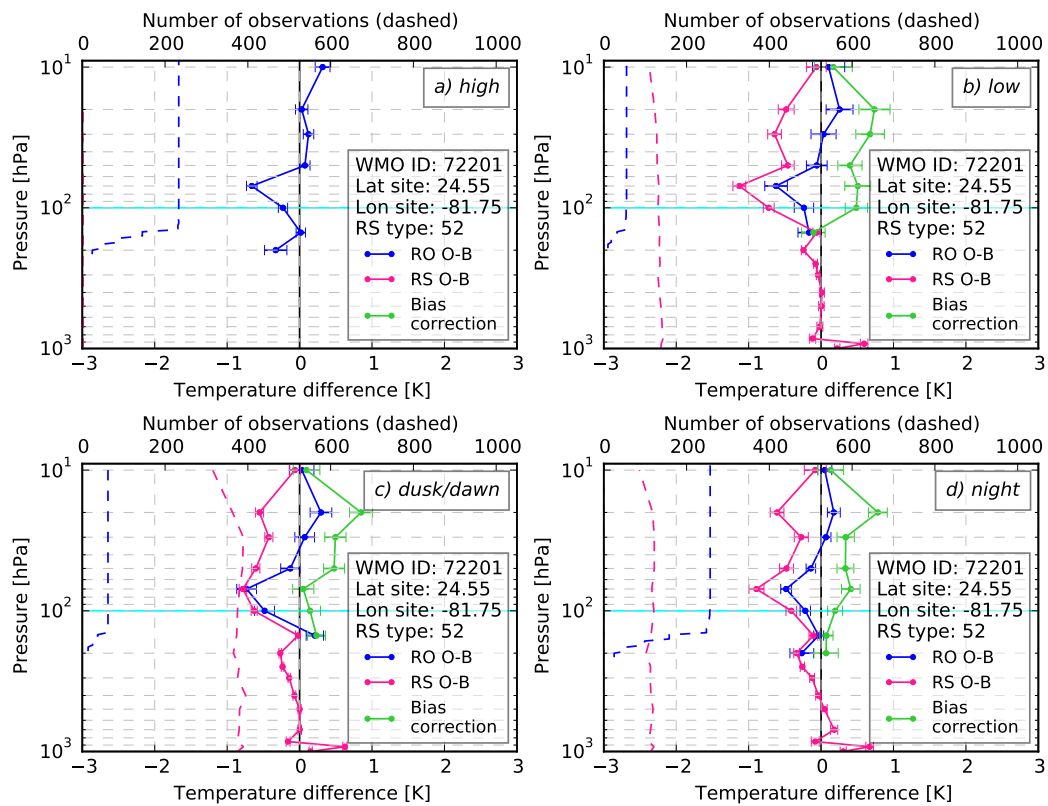 Number of observations (dashed)
0 200 400 600 800 1000
Pressure [hPa]
10¹
10²
10³
a) high
WMO ID: 72201
Lat site: 24.55
Lon site: -81.75
RS type: 52
RO O-B
RS O-B
Bias
correction
−3 −2 −1 0 1 2 3
Temperature difference [K]
Number of observations (dashed)
0 200 400 600 800 1000
Pressure [hPa]
10¹
10²
10³
b) low
WMO ID: 72201
Lat site: 24.55
Lon site: -81.75
RS type: 52
RO O-B
RS O-B
Bias
correction
−3 −2 −1 0 1 2 3
Temperature difference [K]
Number of observations (dashed)
0 200 400 600 800 1000
Pressure [hPa]
10¹
10²
10³
c) dusk/dawn
WMO ID: 72201
Lat site: 24.55
Lon site: -81.75
RS type: 52
RO O-B
RS O-B
Bias
correction
−3 −2 −1 0 1 2 3
Temperature difference [K]
Number of observations (dashed)
0 200 400 600 800 1000
Pressure [hPa]
10¹
10²
10³
d) night
WMO ID: 72201
Lat site: 24.55
Lon site: -81.75
RS type: 52
RO O-B
RS O-B
Bias
correction
−3 −2 −1 0 1 2 3
Temperature difference [K]